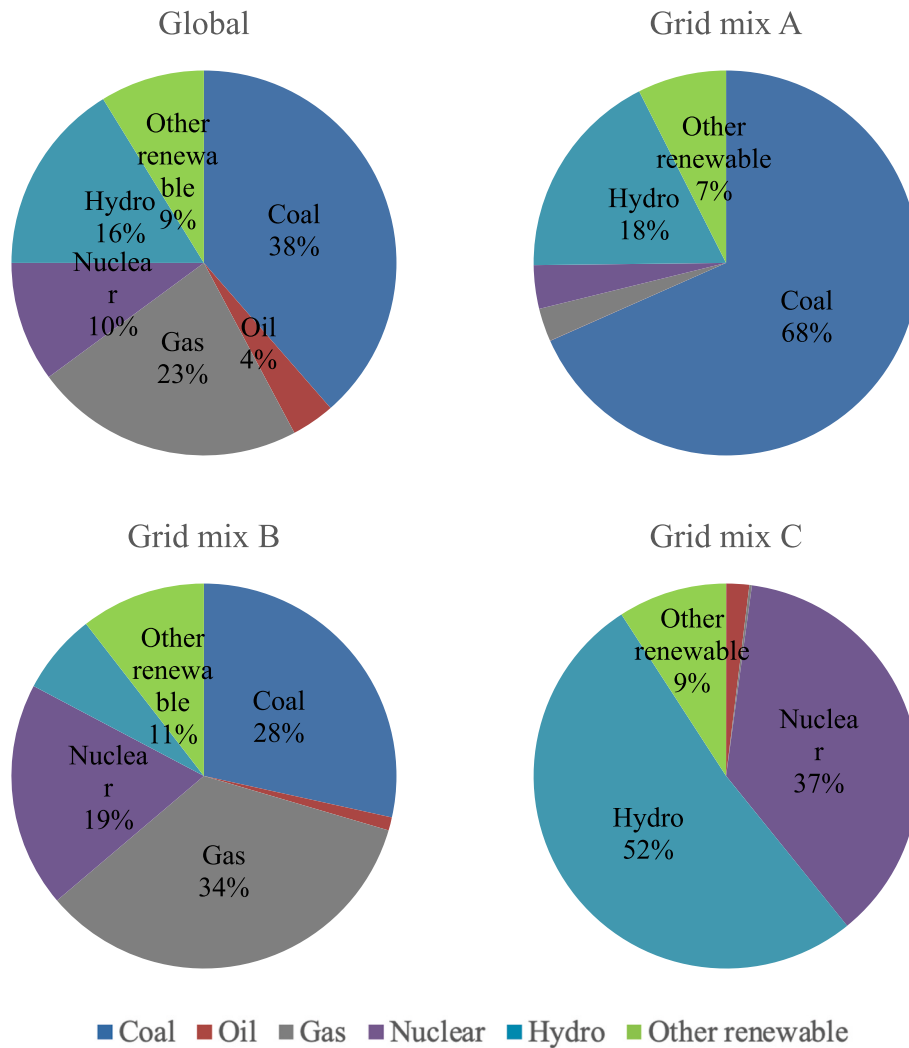 Global
Other
renewa
ble
9%
Coal
38%
Hydro
16%
Nuclea
r
10%
Oil
4%
Gas
23%
Grid mix A
Other
renewable
7%
Hydro
18%
Coal
68%
Grid mix B
Other
renewa
ble
11%
Coal
28%
Nuclea
r
19%
Gas
34%
Grid mix C
Other
renewable
9%
Nuclea
r
37%
Hydro
52%
Coal Oil Gas Nuclear Hydro Other renewable